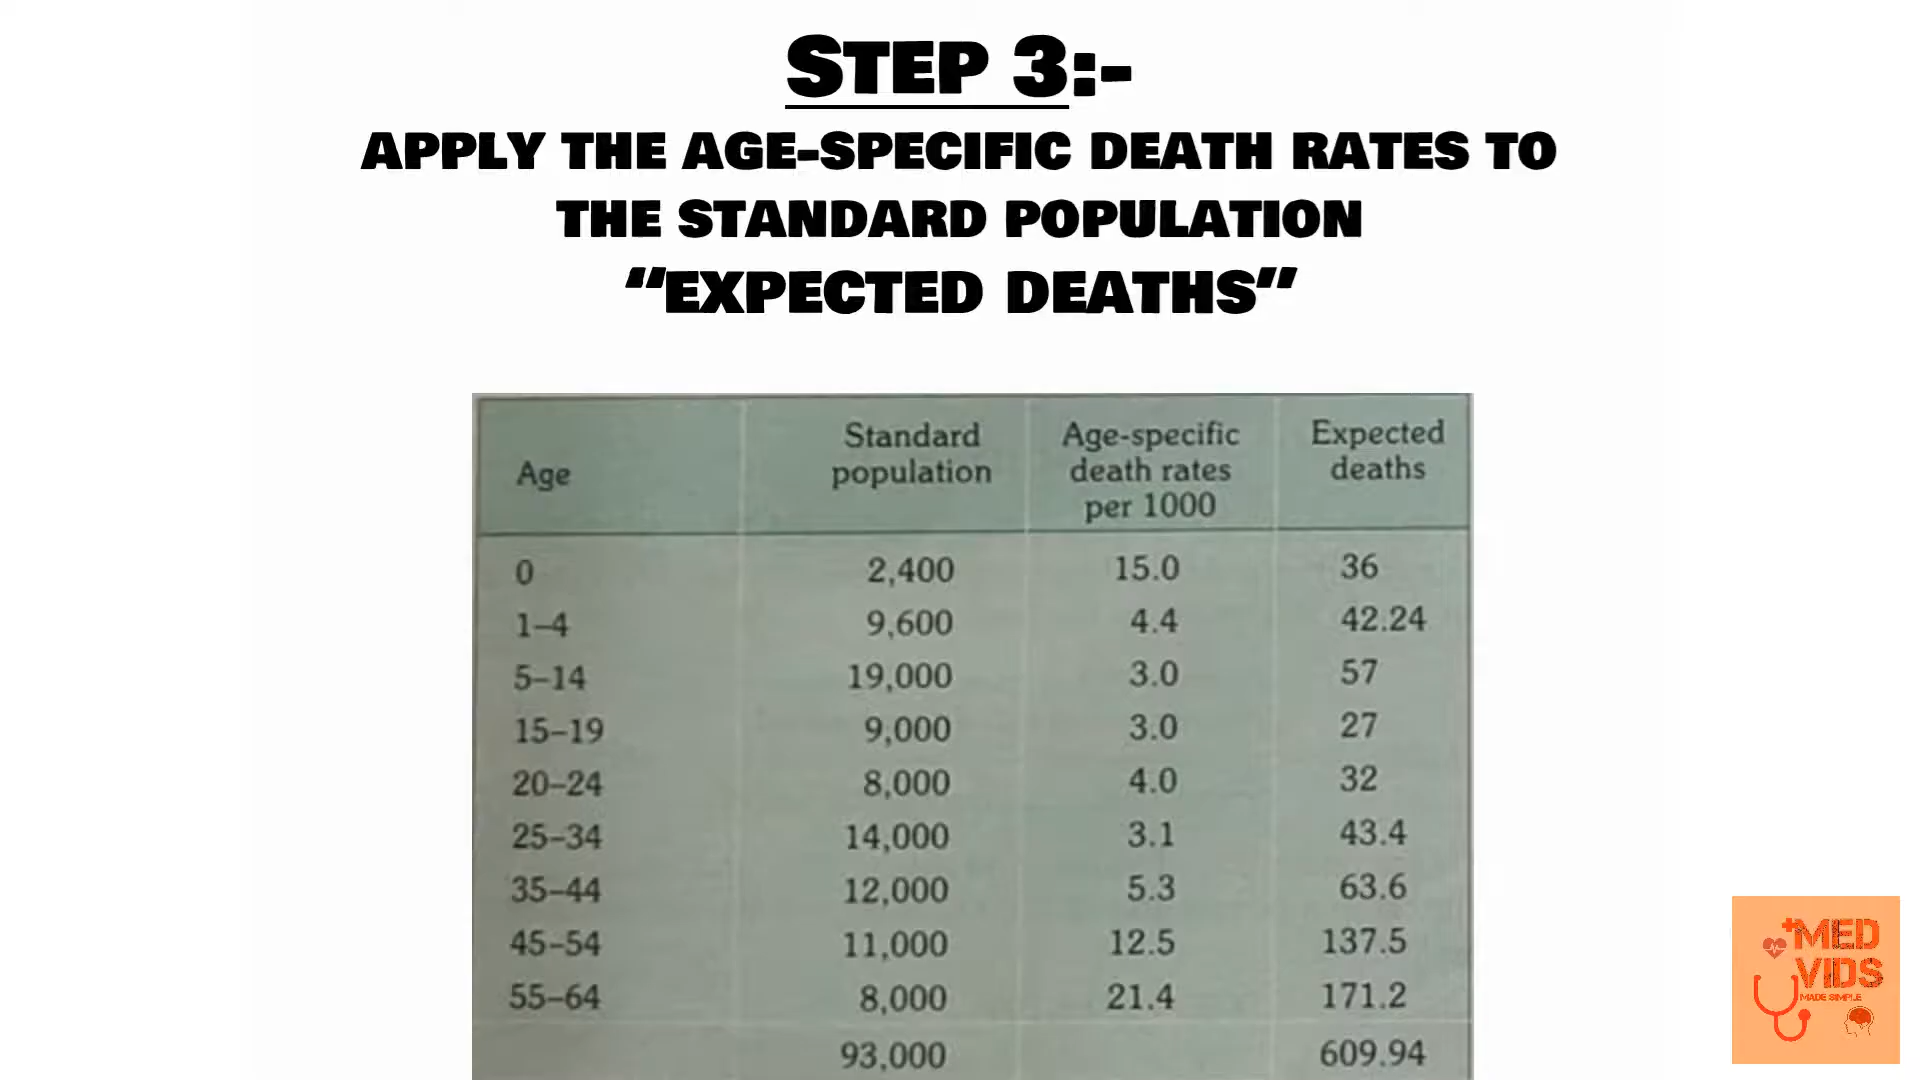 STEP 3:-
APPLY THE AGE-SPECIFIC DEATH RATES TO
THE STANDARD POPULATION
“EXPECTED DEATHS”
Age Standard population Age-specific death rates per 1000 Expected deaths
0 2,400 15.0 36
1–4 9,600 4.4 42.24
5–14 19,000 3.0 57
15–19 9,000 3.0 27
20–24 8,000 4.0 32
25–34 14,000 3.1 43.4
35–44 12,000 5.3 63.6
45–54 11,000 12.5 137.5
55–64 8,000 21.4 171.2
93,000 609.94
MED
VIDS
MADE SIMPLE